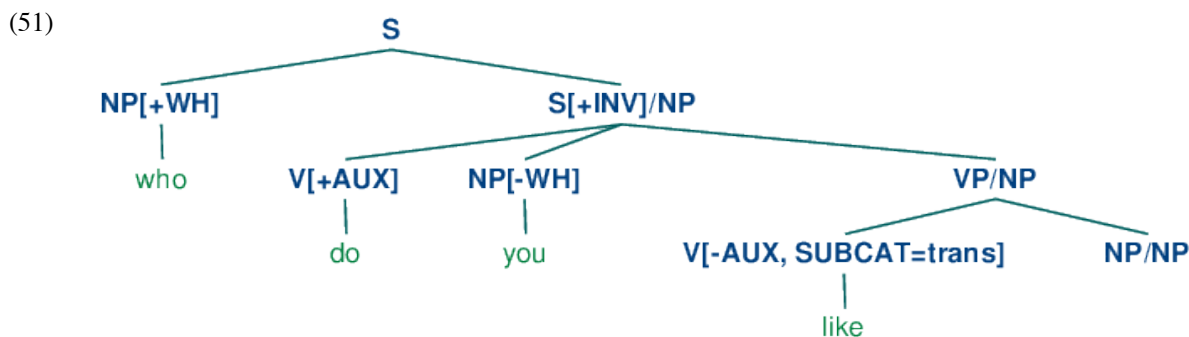 (51)
S
NP[+WH] S[+INV]/NP
who V[+AUX] NP[-WH] VP/NP
do you V[-AUX, SUBCAT=trans] NP/NP
like